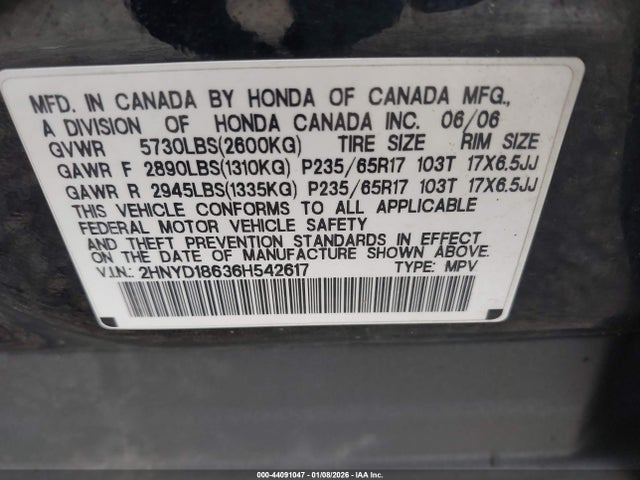 MFD. IN CANADA BY HONDA OF CANADA MFG.,
A DIVISION OF HONDA CANADA INC. 06/06
GVWR 5730LBS(2600KG) TIRE SIZE RIM SIZE
GAWR F 2890LBS(1310KG) P235/65R17 103T 17X6.5JJ
GAWR R 2945LBS(1335KG) P235/65R17 103T 17X6.5JJ
THIS VEHICLE CONFORMS TO ALL APPLICABLE
FEDERAL MOTOR VEHICLE SAFETY
AND THEFT PREVENTION STANDARDS IN EFFECT
ON THE DATE OF MANUFACTURE SHOWN ABOVE.
V.I.N.: 2HNYD18636H542617 TYPE: MPV
000-44091047 | 01/08/2026 | IAA Inc.